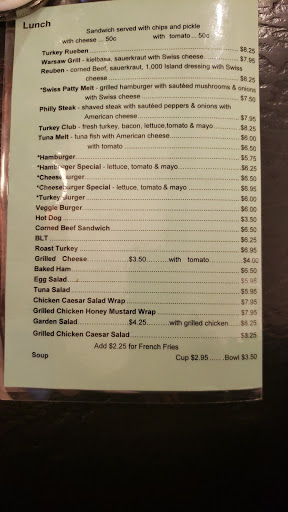 Lunch
Sandwich served with chips and pickle
with cheese ... 50c with tomato ... 50c
Turkey Rueben $8.25
Warsaw Grill - kielbasa, sauerkraut with Swiss cheese $7.95
Reuben - corned Beef, sauerkraut, 1,000 Island dressing with Swiss
cheese $8.25
*Swiss Patty Melt - grilled hamburger with sautéed mushrooms & onions
with Swiss cheese $7.50
Philly Steak - shaved steak with sautéed peppers & onions with
American cheese $7.95
Turkey Club - fresh turkey, bacon, lettuce, tomato & mayo $8.25
Tuna Melt - tuna fish with American cheese $6.00
with tomato $6.50
*Hamburger $5.75
*Hamburger Special - lettuce, tomato & mayo $6.25
*Cheeseburger $6.50
*Cheeseburger Special - lettuce, tomato & mayo $6.95
*Turkey Burger $6.00
Veggie Burger $6.00
Hot Dog $3.50
Corned Beef Sandwich $6.50
BLT $6.25
Roast Turkey $6.95
Grilled Cheese $3.50 with tomato $4.00
Baked Ham $6.50
Egg Salad $5.95
Tuna Salad $5.95
Chicken Caesar Salad Wrap $7.95
Grilled Chicken Honey Mustard Wrap $7.95
Garden Salad $4.25 with grilled chicken $8.25
Grilled Chicken Caesar Salad $8.25
Add $2.25 for French Fries
Soup Cup $2.95 ...... Bowl $3.50